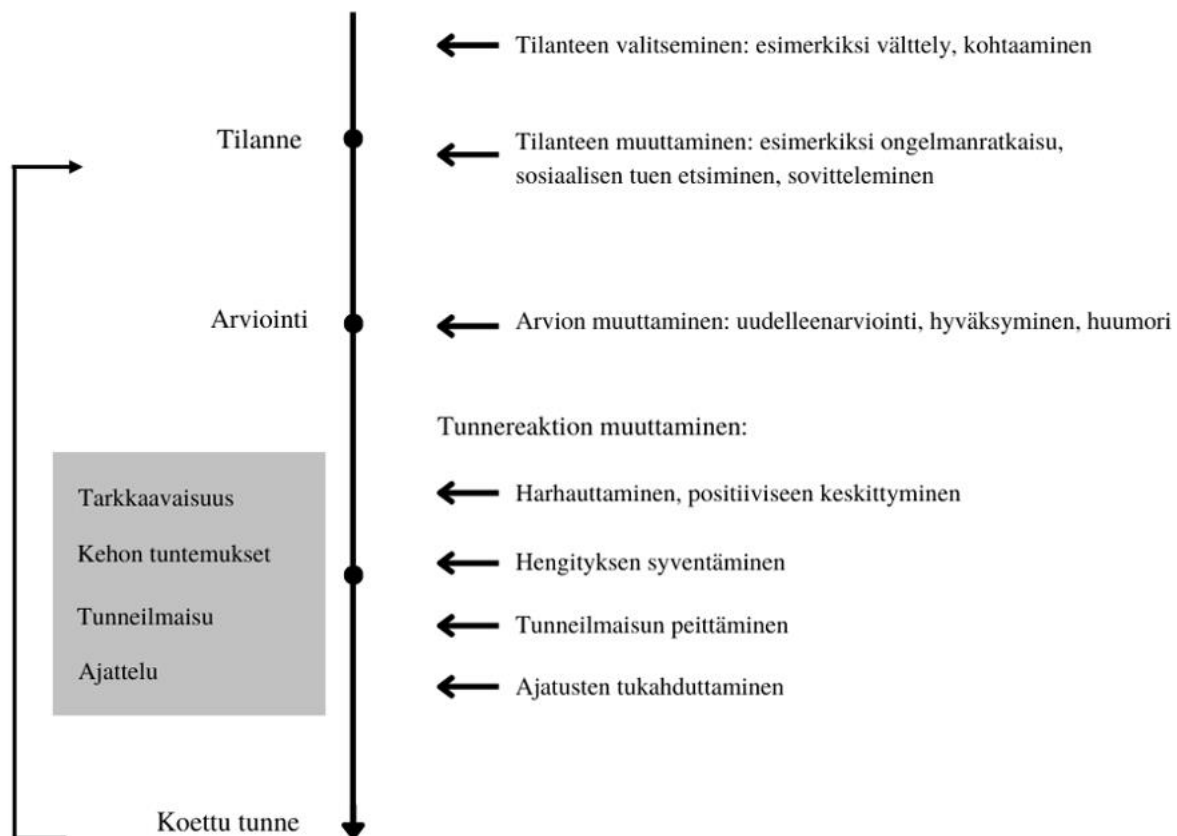 Tilanteen valitseminen: esimerkiksi välttely, kohtaaminen
Tilanne
Tilanteen muuttaminen: esimerkiksi ongelmanratkaisu,
sosiaalisen tuen etsiminen, sovitteleminen
Arviointi
Arvion muuttaminen: uudelleenarviointi, hyväksyminen, huumori
Tunnereaktion muuttaminen:
Tarkkaavaisuus
Harhauttaminen, positiiviseen keskittyminen
Kehon tuntemukset
Hengityksen syventäminen
Tunneilmaisu
Tunneilmaisun peittäminen
Ajattelu
Ajatusten tukahduttaminen
Koettu tunne